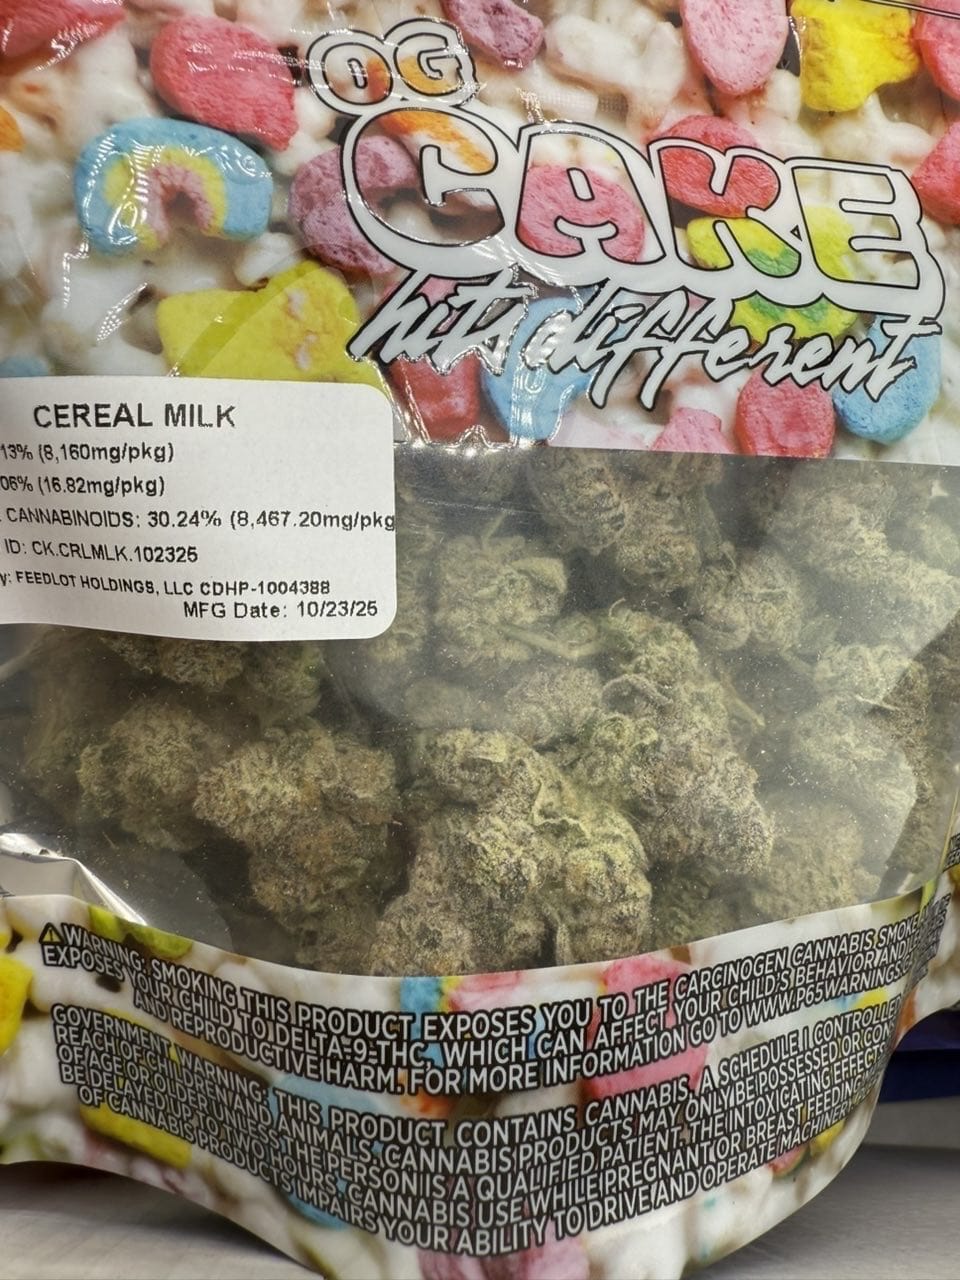 OG
CAKE
hits different
CEREAL MILK
13% (8,160mg/pkg)
06% (16.82mg/pkg)
CANNABINOIDS: 30.24% (8,467.20mg/pkg
ID: CK.CRLMLK.102325
y: FEEDLOT HOLDINGS, LLC CDHP-1004388
MFG Date: 10/23/25
WARNING: SMOKING THIS PRODUCT EXPOSES YOU TO THE CARCINOGEN CANNABIS SMOKE
EXPOSES YOUR CHILD TO DELTA-9-THC, WHICH CAN AFFECT YOUR CHILD'S BEHAVIOR AND
AND REPRODUCTIVE HARM. FOR MORE INFORMATION GO TO WWW.P65WARNINGS.
GOVERNMENT WARNING: THIS PRODUCT CONTAINS CANNABIS, A SCHEDULE I CONTROLLE
REACH OF CHILDREN AND ANIMALS. CANNABIS PRODUCTS MAY ONLY BE POSSESSED OR CON
OF AGE OR OLDER UNLESS THE PERSON IS A QUALIFIED PATIENT. THE INTOXICATING EFFECT
BE DELAYED UP TO TWO HOURS. CANNABIS USE WHILE PREGNANT OR BREASTFEEDING
OF CANNABIS PRODUCTS IMPAIRS YOUR ABILITY TO DRIVE AND OPERATE MACHINERY